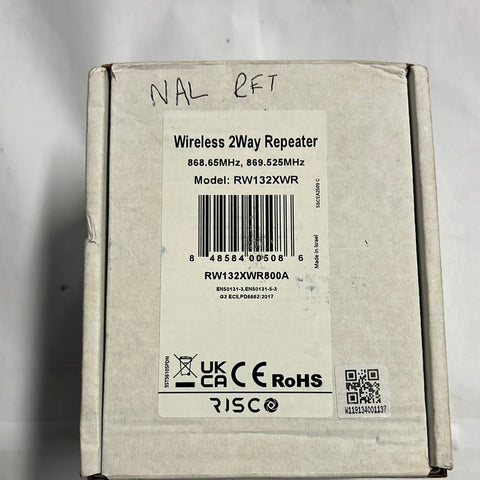 NAL RFT
Wireless 2Way Repeater
868.65MHz, 869.525MHz
Model: RW132XWR
8 48584 00508 6
RW132XWR800A
EN50131-3,EN50131-5-3
G2 ECII,PD6662:2017
Made in Israel
UK
CA CE RoHS
RISCO
W119134001137